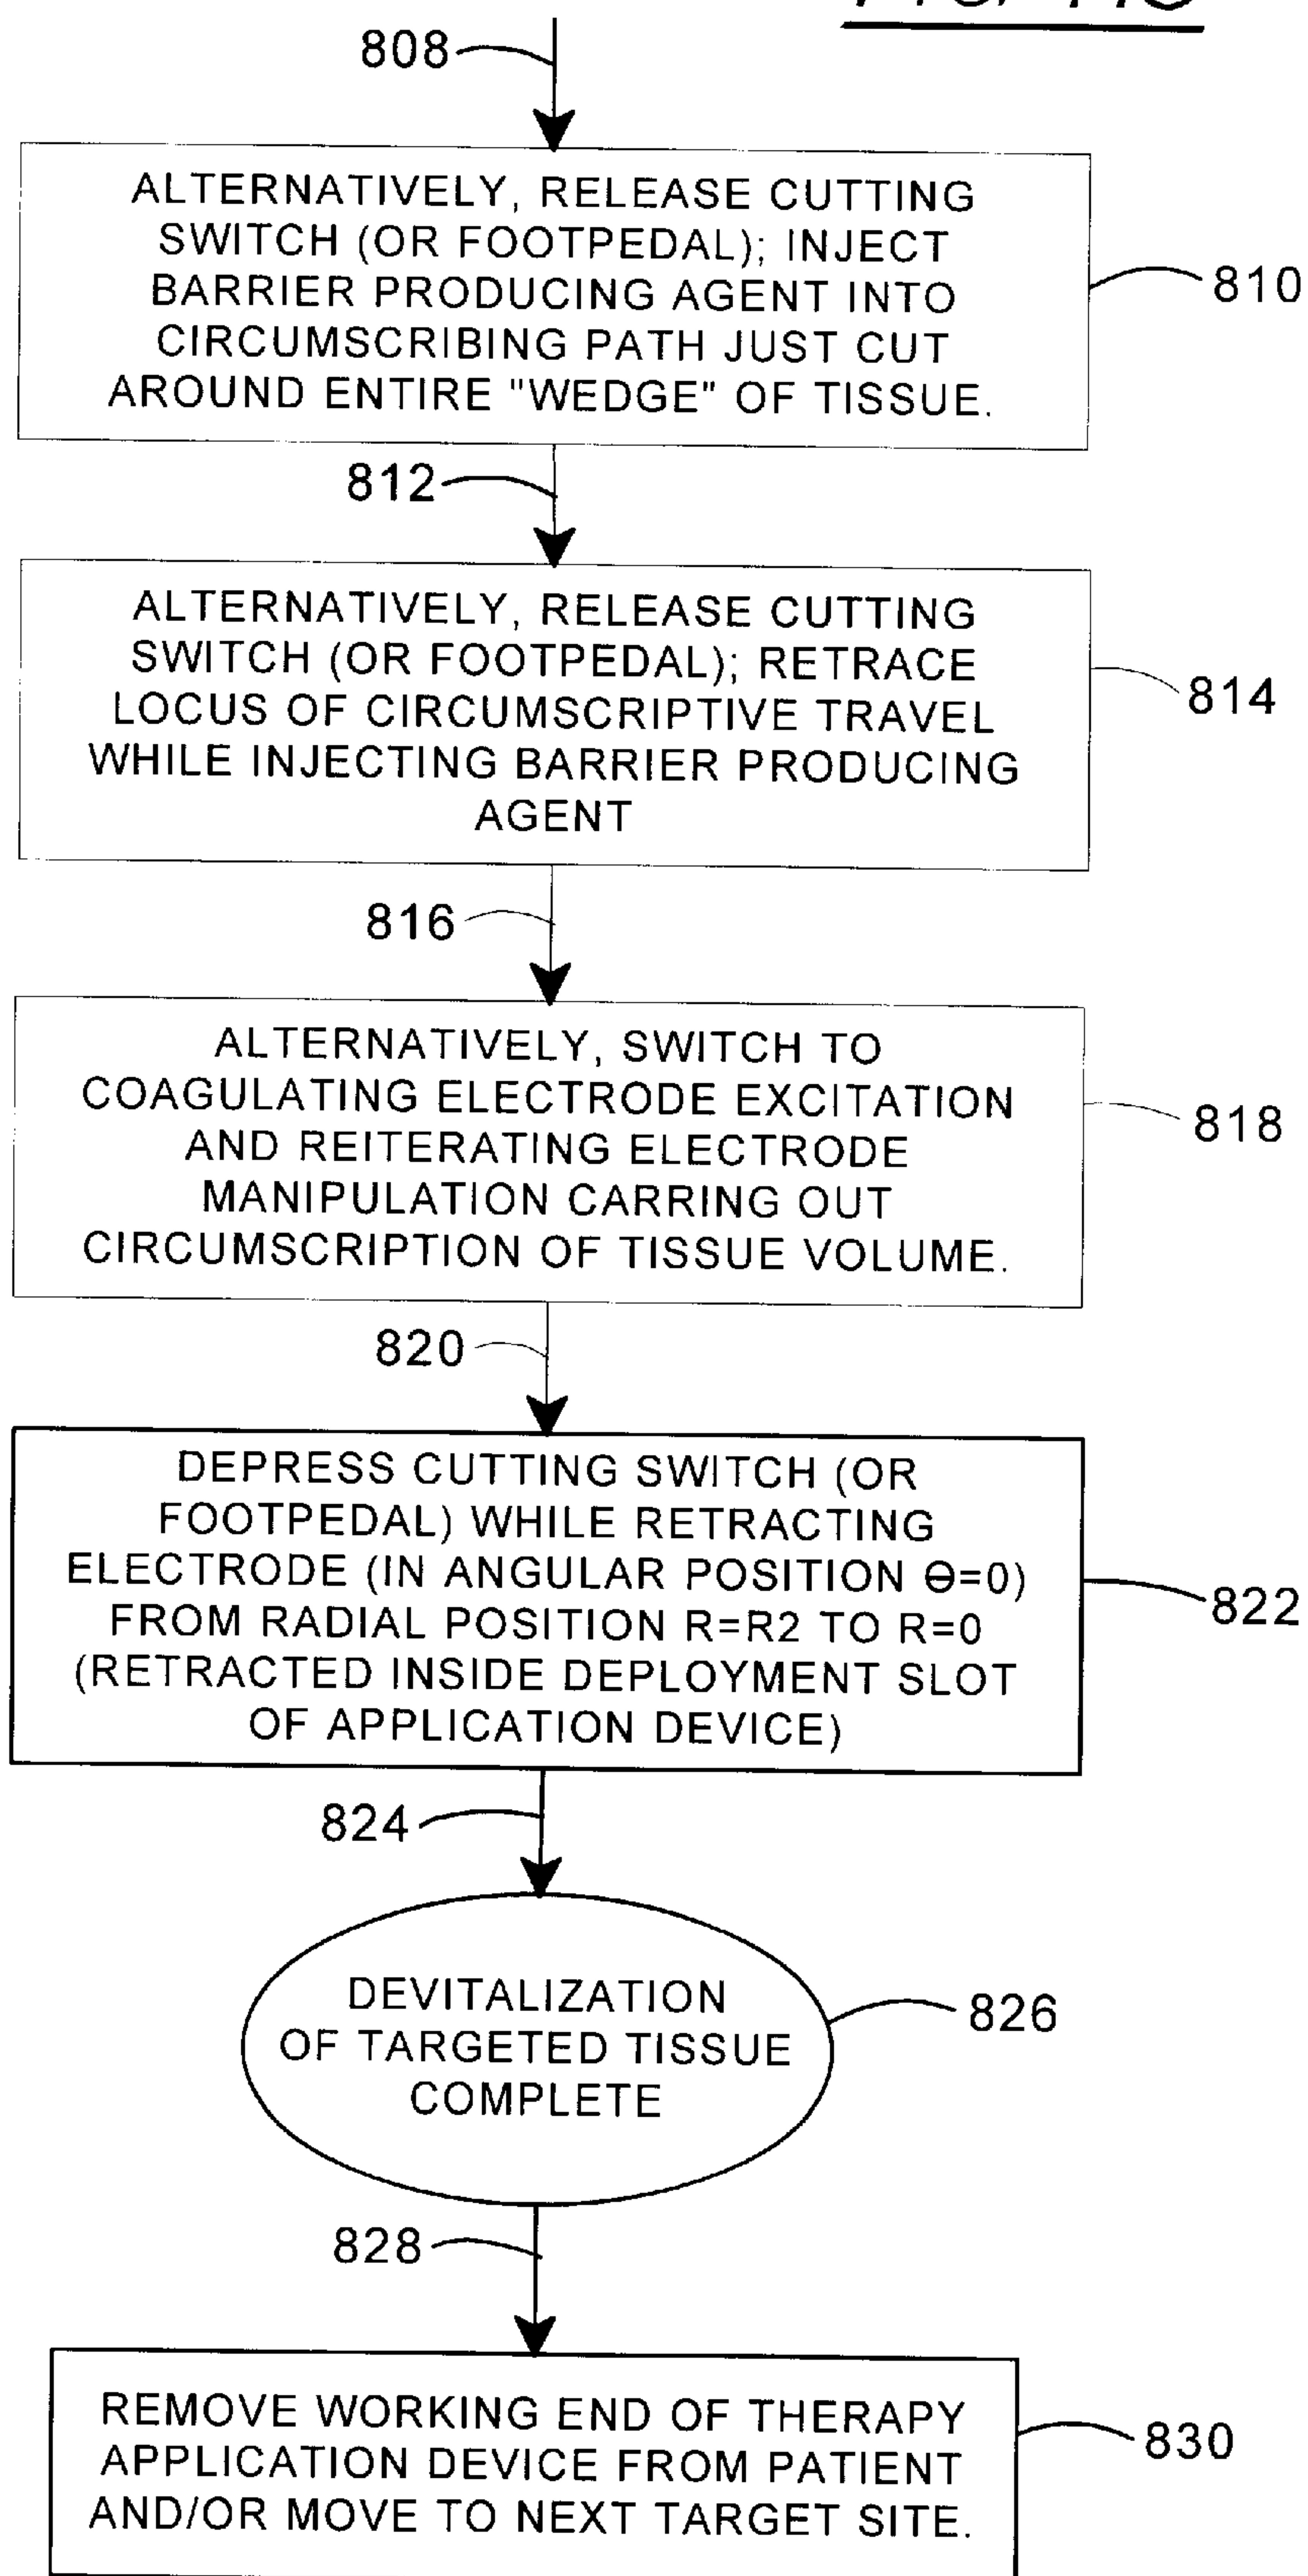 808
ALTERNATIVELY, RELEASE CUTTING
SWITCH (OR FOOTPEDAL); INJECT
BARRIER PRODUCING AGENT INTO
CIRCUMSCRIBING PATH JUST CUT
AROUND ENTIRE "WEDGE" OF TISSUE.
810
812
ALTERNATIVELY, RELEASE CUTTING
SWITCH (OR FOOTPEDAL); RETRACE
LOCUS OF CIRCUMSCRIPTIVE TRAVEL
WHILE INJECTING BARRIER PRODUCING
AGENT
814
816
ALTERNATIVELY, SWITCH TO
COAGULATING ELECTRODE EXCITATION
AND REITERATING ELECTRODE
MANIPULATION CARRING OUT
CIRCUMSCRIPTION OF TISSUE VOLUME.
818
820
DEPRESS CUTTING SWITCH (OR
FOOTPEDAL) WHILE RETRACTING
ELECTRODE (IN ANGULAR POSITION Θ=0)
FROM RADIAL POSITION R=R2 TO R=0
(RETRACTED INSIDE DEPLOYMENT SLOT
OF APPLICATION DEVICE)
822
824
DEVITALIZATION
OF TARGETED TISSUE
COMPLETE
826
828
REMOVE WORKING END OF THERAPY
APPLICATION DEVICE FROM PATIENT
AND/OR MOVE TO NEXT TARGET SITE.
830